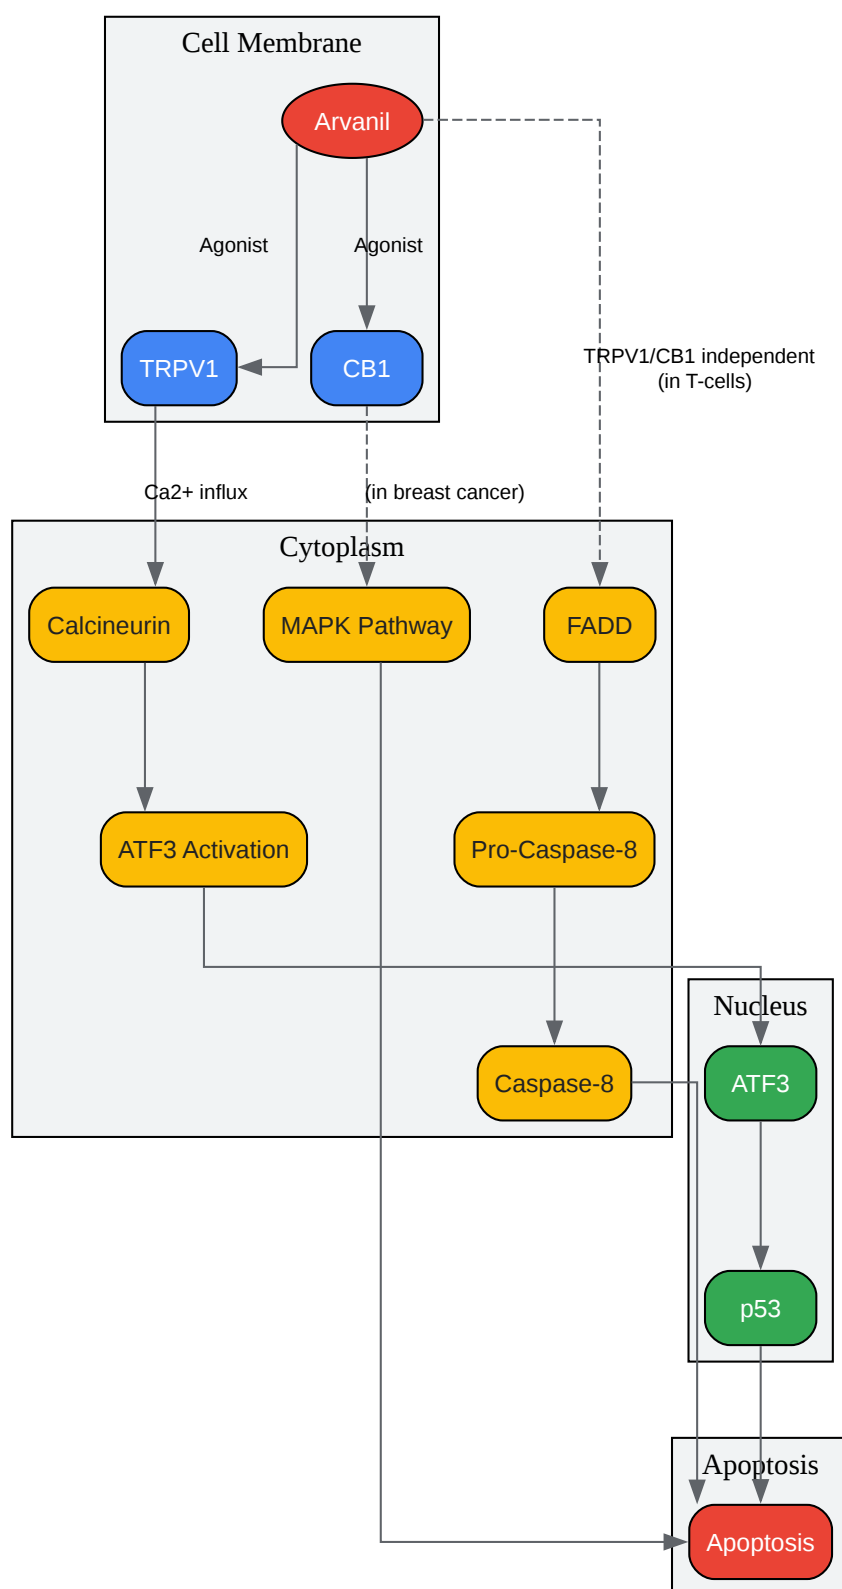 Cell Membrane
Arvanil
Agonist
Agonist
TRPV1
CB1
TRPV1/CB1 independent
(in T-cells)
Ca2+ influx
(in breast cancer)
Cytoplasm
Calcineurin
MAPK Pathway
FADD
ATF3 Activation
Pro-Caspase-8
Nucleus
Caspase-8
ATF3
p53
Apoptosis
Apoptosis